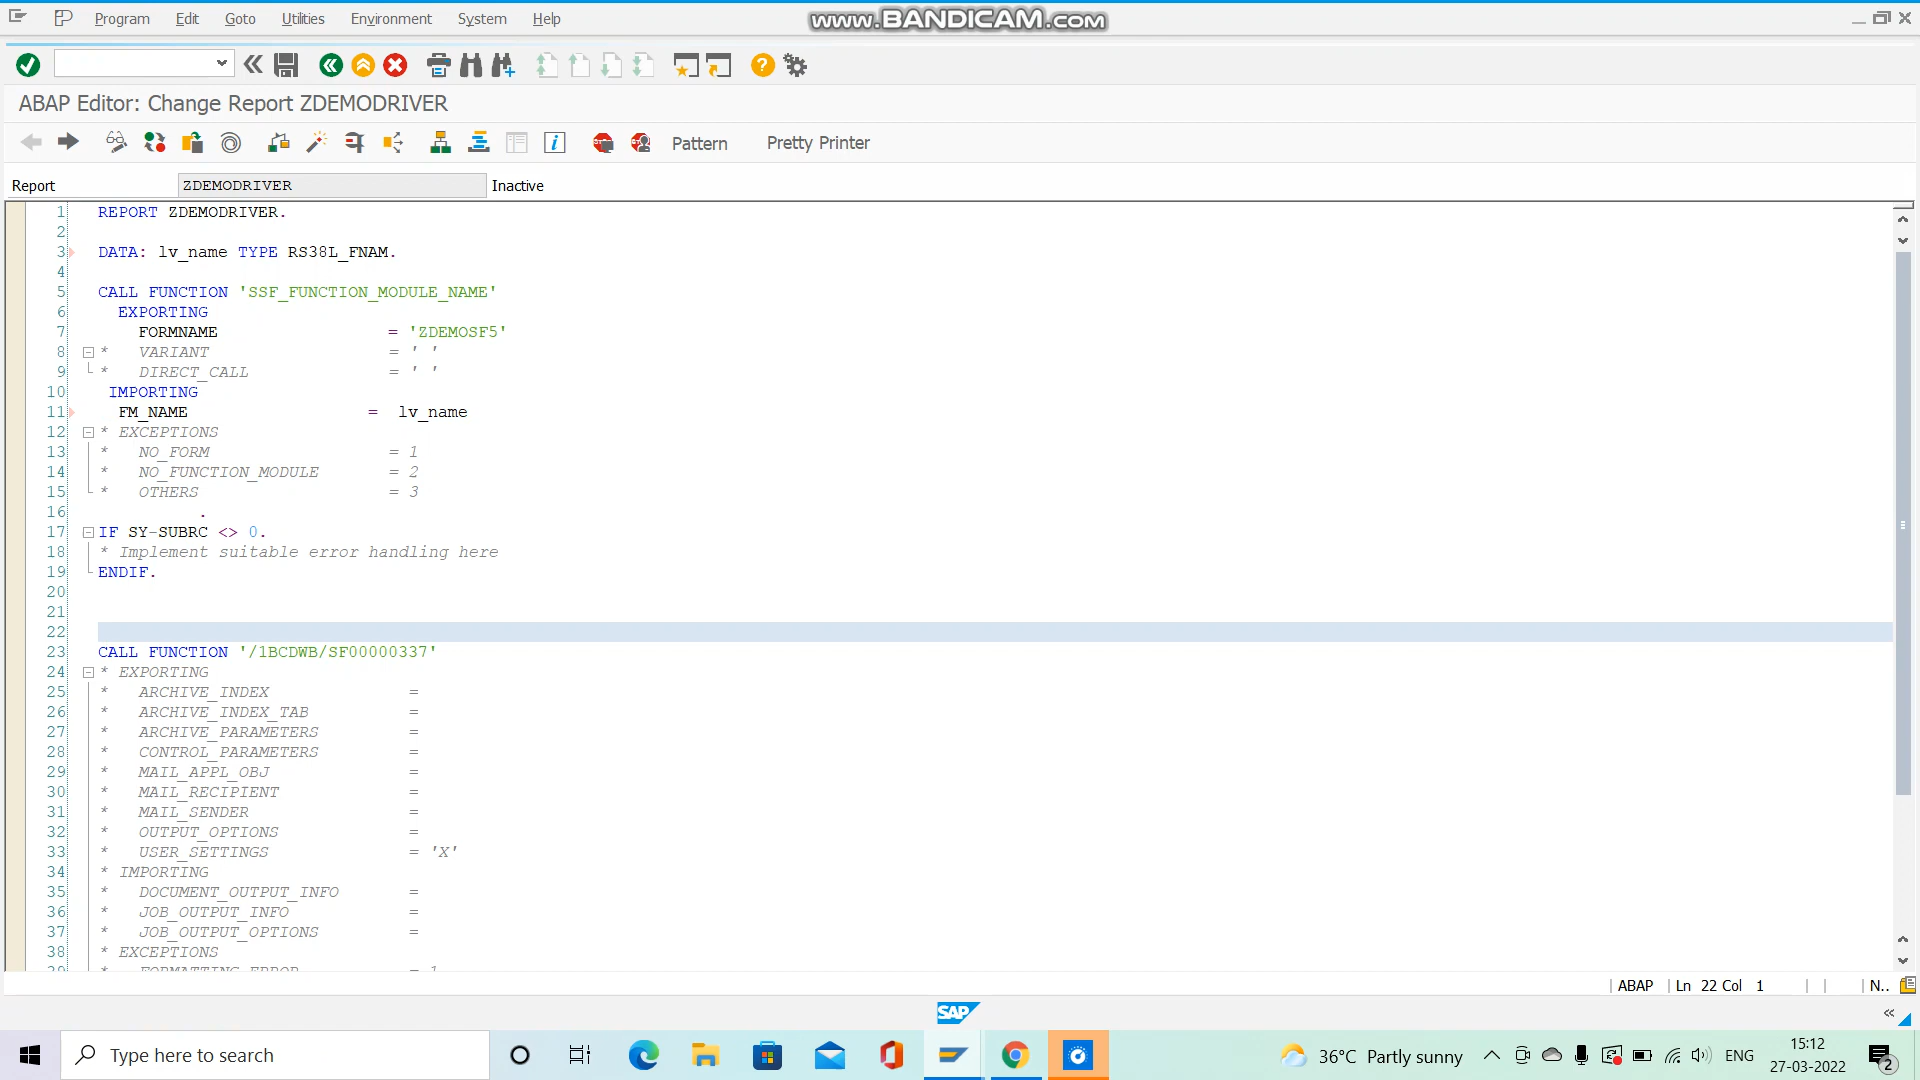 Program Edit Goto Utilities Environment System Help
www.BANDICAM.com
ABAP Editor: Change Report ZDEMODRIVER
Pattern Pretty Printer
Report ZDEMODRIVER Inactive
1 REPORT ZDEMODRIVER.
2
3 DATA: lv_name TYPE RS38L_FNAM.
4
5 CALL FUNCTION 'SSF_FUNCTION_MODULE_NAME'
6 EXPORTING
7 FORMNAME = 'ZDEMOSF5'
8 * VARIANT = ' '
9 * DIRECT_CALL = ' '
10 IMPORTING
11 FM_NAME = lv_name
12 * EXCEPTIONS
13 * NO_FORM = 1
14 * NO_FUNCTION_MODULE = 2
15 * OTHERS = 3
16 .
17 IF SY-SUBRC <> 0.
18 * Implement suitable error handling here
19 ENDIF.
20
21
22
23 CALL FUNCTION '/1BCDWB/SF00000337'
24 * EXPORTING
25 * ARCHIVE_INDEX =
26 * ARCHIVE_INDEX_TAB =
27 * ARCHIVE_PARAMETERS =
28 * CONTROL_PARAMETERS =
29 * MAIL_APPL_OBJ =
30 * MAIL_RECIPIENT =
31 * MAIL_SENDER =
32 * OUTPUT_OPTIONS =
33 * USER_SETTINGS = 'X'
34 * IMPORTING
35 * DOCUMENT_OUTPUT_INFO =
36 * JOB_OUTPUT_INFO =
37 * JOB_OUTPUT_OPTIONS =
38 * EXCEPTIONS
39 * FORMATTING_ERROR = 1
ABAP Ln 22 Col 1 N..
SAP
Type here to search
36°C Partly sunny
ENG
15:12
27-03-2022
2